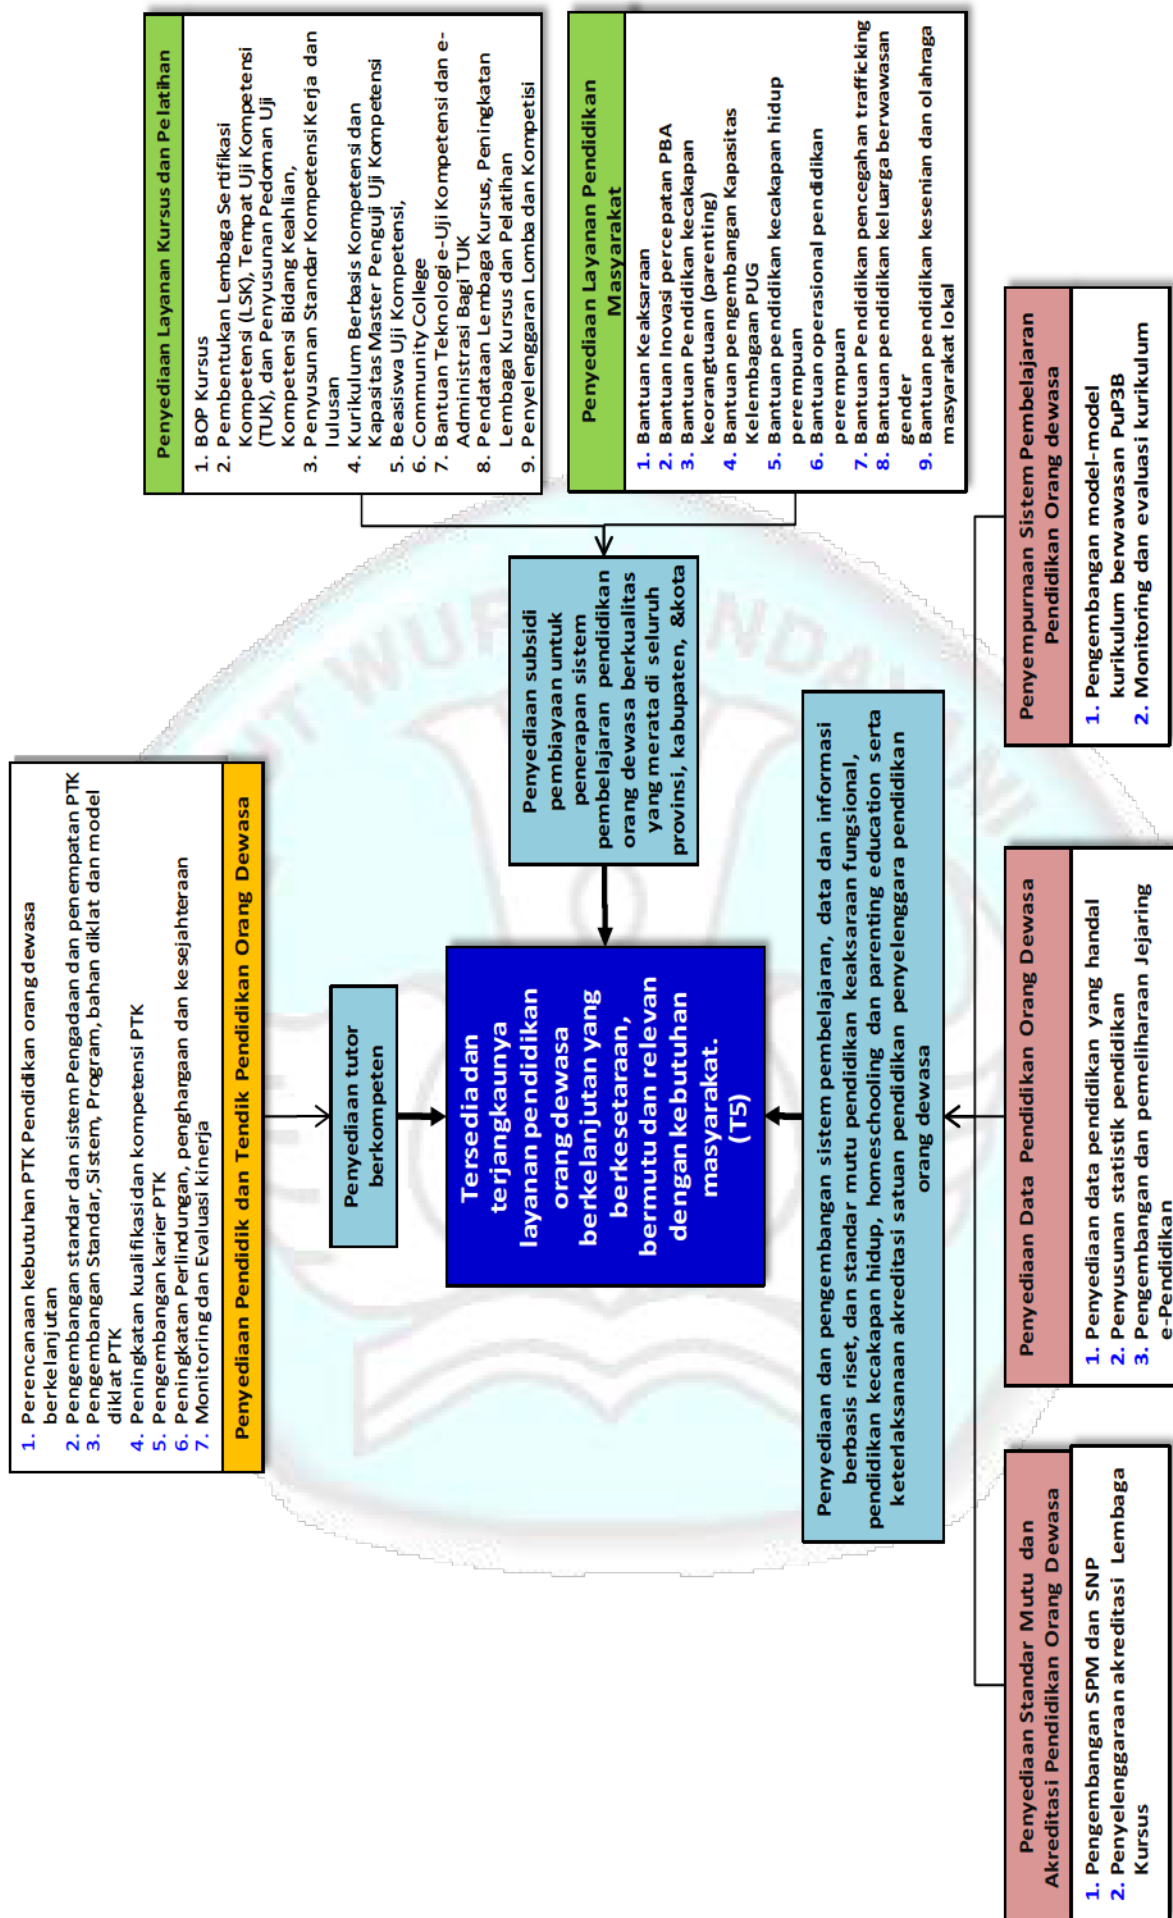 1. Perencanaan kebutuhan PTK Pendidikan orang dewasa
berkelanjutan
2. Pengembangan standar dan sistem Pengadaan dan penempatan PTK
3. Pengembangan Standar, Sistem, Program, bahan diklat dan model
diklat PTK
4. Peningkatan kualifikasi dan kompetensi PTK
5. Pengembangan karier PTK
6. Peningkatan Perlindungan, penghargaan dan kesejahteraan
7. Monitoring dan Evaluasi kinerja
Penyediaan Pendidik dan Tendik Pendidikan Orang Dewasa
Penyediaan tutor
berkompeten
Tersedia dan
terjangkaunya
layanan pendidikan
orang dewasa
berkelanjutan yang
berkesetaraan,
bermutu dan relevan
dengan kebutuhan
masyarakat.
(T5)
Penyediaan subsidi
pembiayaan untuk
penerapan sistem
pembelajaran pendidikan
orang dewasa berkualitas
yang merata di seluruh
provinsi, kabupaten, &kota
Penyediaan Layanan Kursus dan Pelatihan
1. BOP Kursus
2. Pembentukan Lembaga Sertifikasi
Kompetensi (LSK), Tempat Uji Kompetensi
(TUK), dan Penyusunan Pedoman Uji
Kompetensi Bidang Keahlian,
3. Penyusunan Standar Kompetensi Kerja dan
lulusan
4. Kurikulum Berbasis Kompetensi dan
Kapasitas Master Penguji Uji Kompetensi
5. Beasiswa Uji Kompetensi,
6. Community College
7. Bantuan Teknologi e-Uji Kompetensi dan e-
Administrasi Bagi TUK
8. Pendataan Lembaga Kursus, Peningkatan
Lembaga Kursus dan Pelatihan
9. Penyelenggaran Lomba dan Kompetisi
Penyediaan Layanan Pendidikan
Masyarakat
1. Bantuan Keaksaraan
2. Bantuan Inovasi percepatan PBA
3. Bantuan Pendidikan kecakapan
keorangtuaan (parenting)
4. Bantuan pengembangan Kapasitas
Kelembagaan PUG
5. Bantuan pendidikan kecakapan hidup
perempuan
6. Bantuan operasional pendidikan
perempuan
7. Bantuan Pendidikan pencegahan trafficking
8. Bantuan pendidikan keluarga berwawasan
gender
9. Bantuan pendidikan kesenian dan olahraga
masyarakat lokal
Penyediaan dan pengembangan sistem pembelajaran, data dan informasi
berbasis riset, dan standar mutu pendidikan keaksaraan fungsional,
pendidikan kecakapan hidup, homeschooling dan parenting education serta
keterlaksanaan akreditasi satuan pendidikan penyelenggara pendidikan
orang dewasa
Penyediaan Standar Mutu dan
Akreditasi Pendidikan Orang Dewasa
1. Pengembangan SPM dan SNP
2. Penyelenggaraan akreditasi Lembaga
Kursus
Penyediaan Data Pendidikan Orang Dewasa
1. Penyediaan data pendidikan yang handal
2. Penyusunan statistik pendidikan
3. Pengembangan dan pemeliharaan Jejaring
e-Pendidikan
Penyempurnaan Sistem Pembelajaran
Pendidikan Orang dewasa
1. Pengembangan model-model
kurikulum berwawasan PuP3B
2. Monitoring dan evaluasi kurikulum